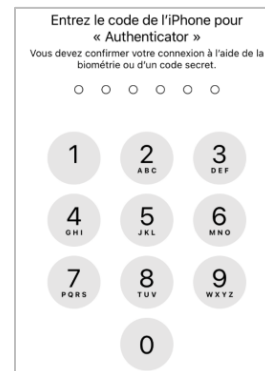 Entrez le code de l'iPhone pour
« Authenticator »
Vous devez confirmer votre connexion à l'aide de la
biométrie ou d'un code secret.
1
2
ABC
3
DEF
4
GHI
5
JKL
6
MNO
7
PQRS
8
TUV
9
WXYZ
0